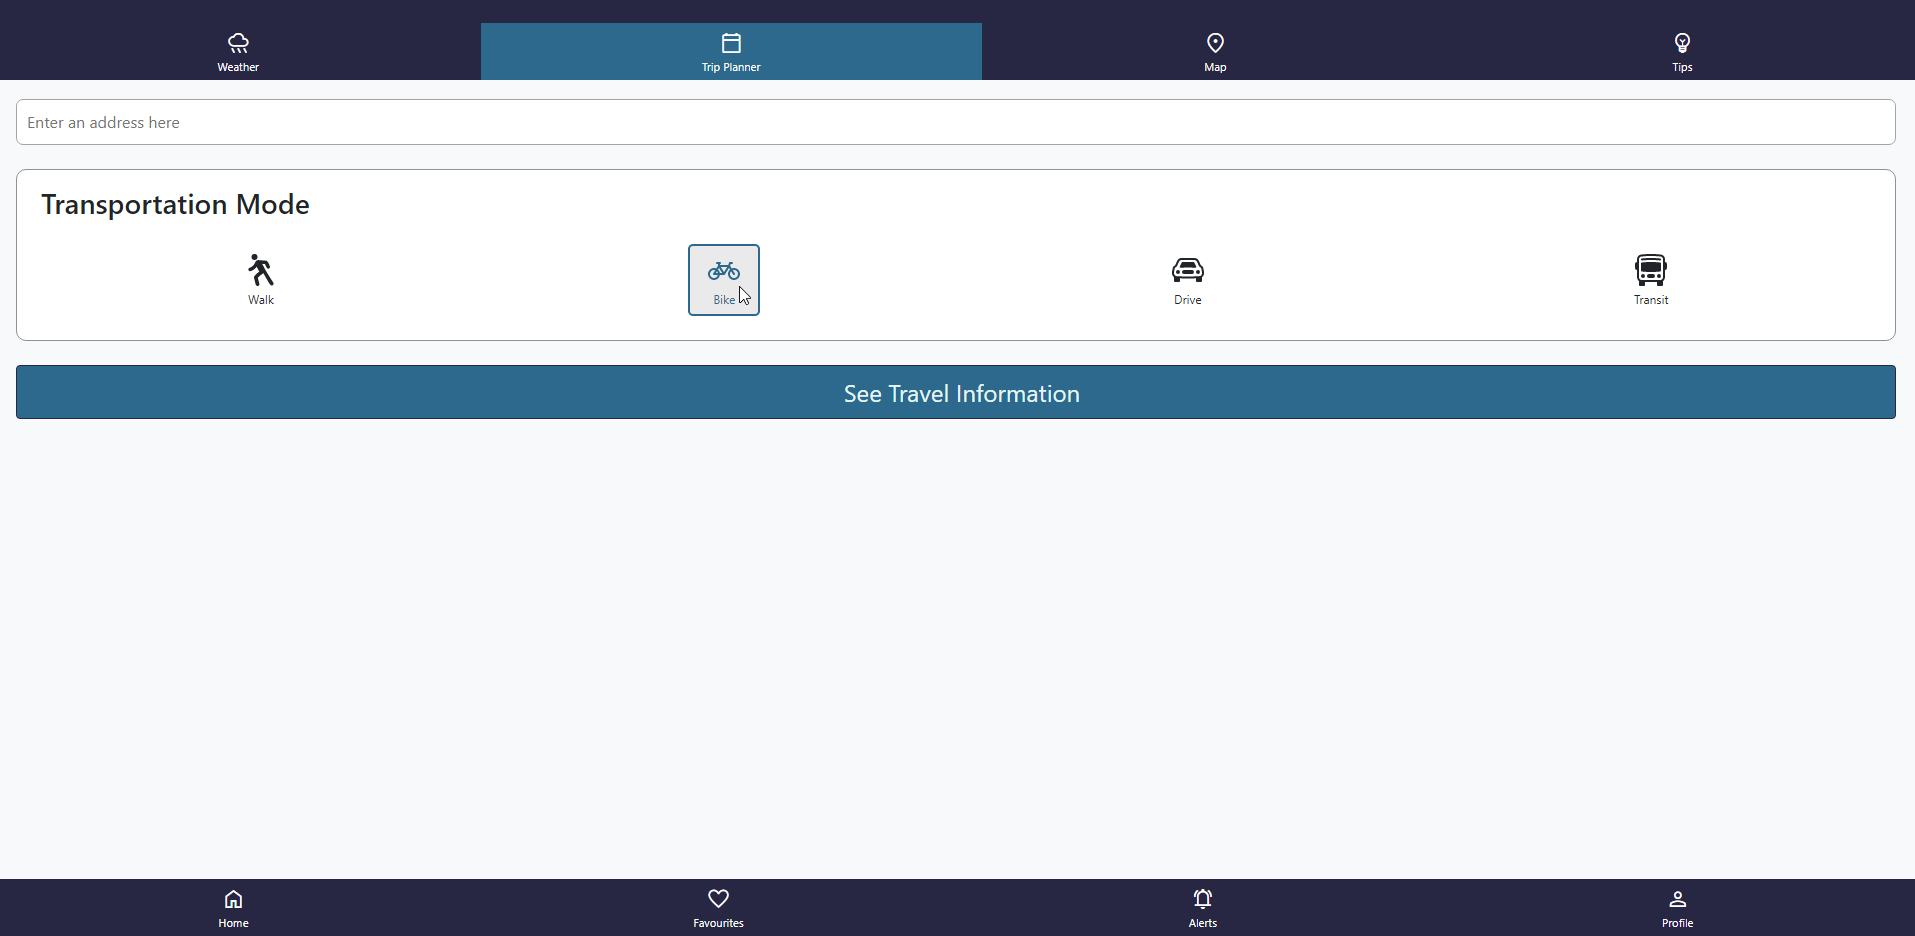 Weather
Trip Planner
Map
Tips
Enter an address here
Transportation Mode
Walk
Bike
Drive
Transit
See Travel Information
Home
Favourites
Alerts
Profile